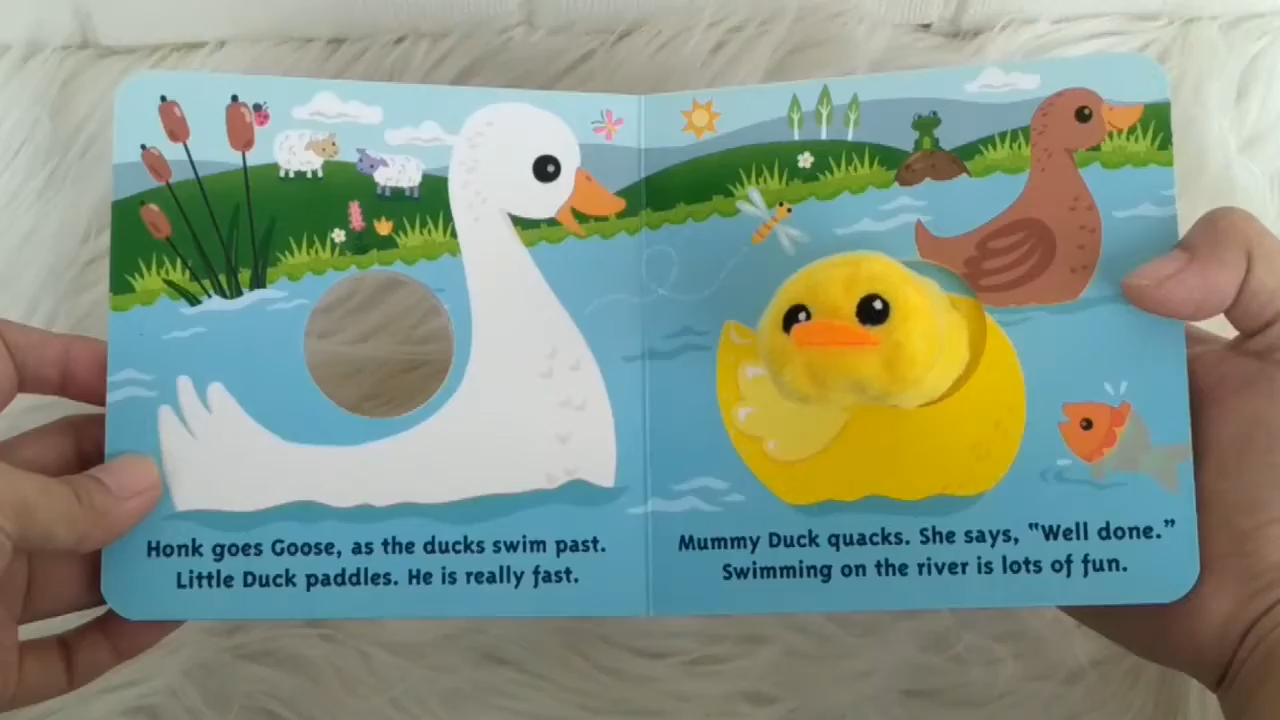 Honk goes Goose, as the ducks swim past.
Little Duck paddles. He is really fast.
Mummy Duck quacks. She says, “Well done.”
Swimming on the river is lots of fun.